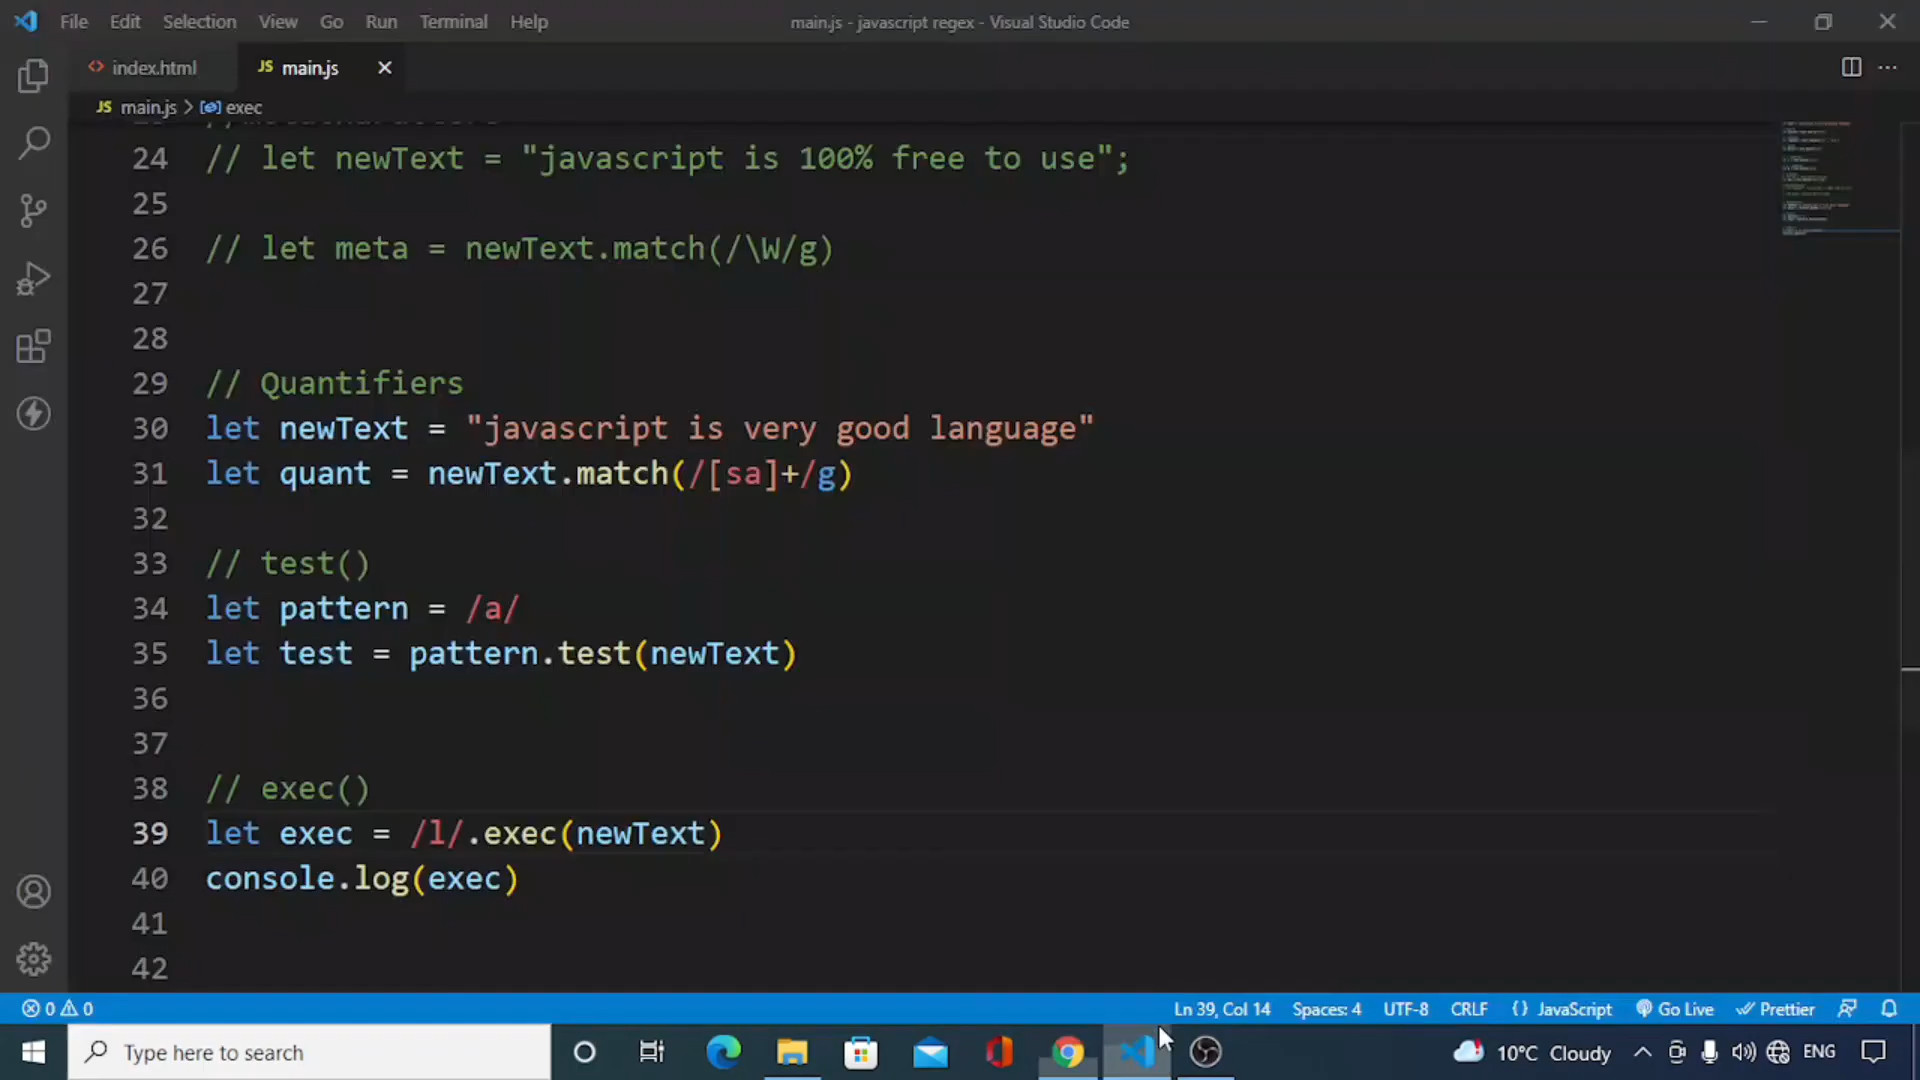 File Edit Selection View Go Run Terminal Help
main.js - javascript regex - Visual Studio Code
<> index.html JS main.js
JS main.js > exec
24 // let newText = "javascript is 100% free to use";
25
26 // let meta = newText.match(/\W/g)
27
28
29 // Quantifiers
30 let newText = "javascript is very good language"
31 let quant = newText.match(/[sa]+/g)
32
33 // test()
34 let pattern = /a/
35 let test = pattern.test(newText)
36
37
38 // exec()
39 let exec = /l/.exec(newText)
40 console.log(exec)
41
42
0 0 Ln 39, Col 14 Spaces: 4 UTF-8 CRLF {} JavaScript Go Live Prettier
Type here to search 10°C Cloudy ENG